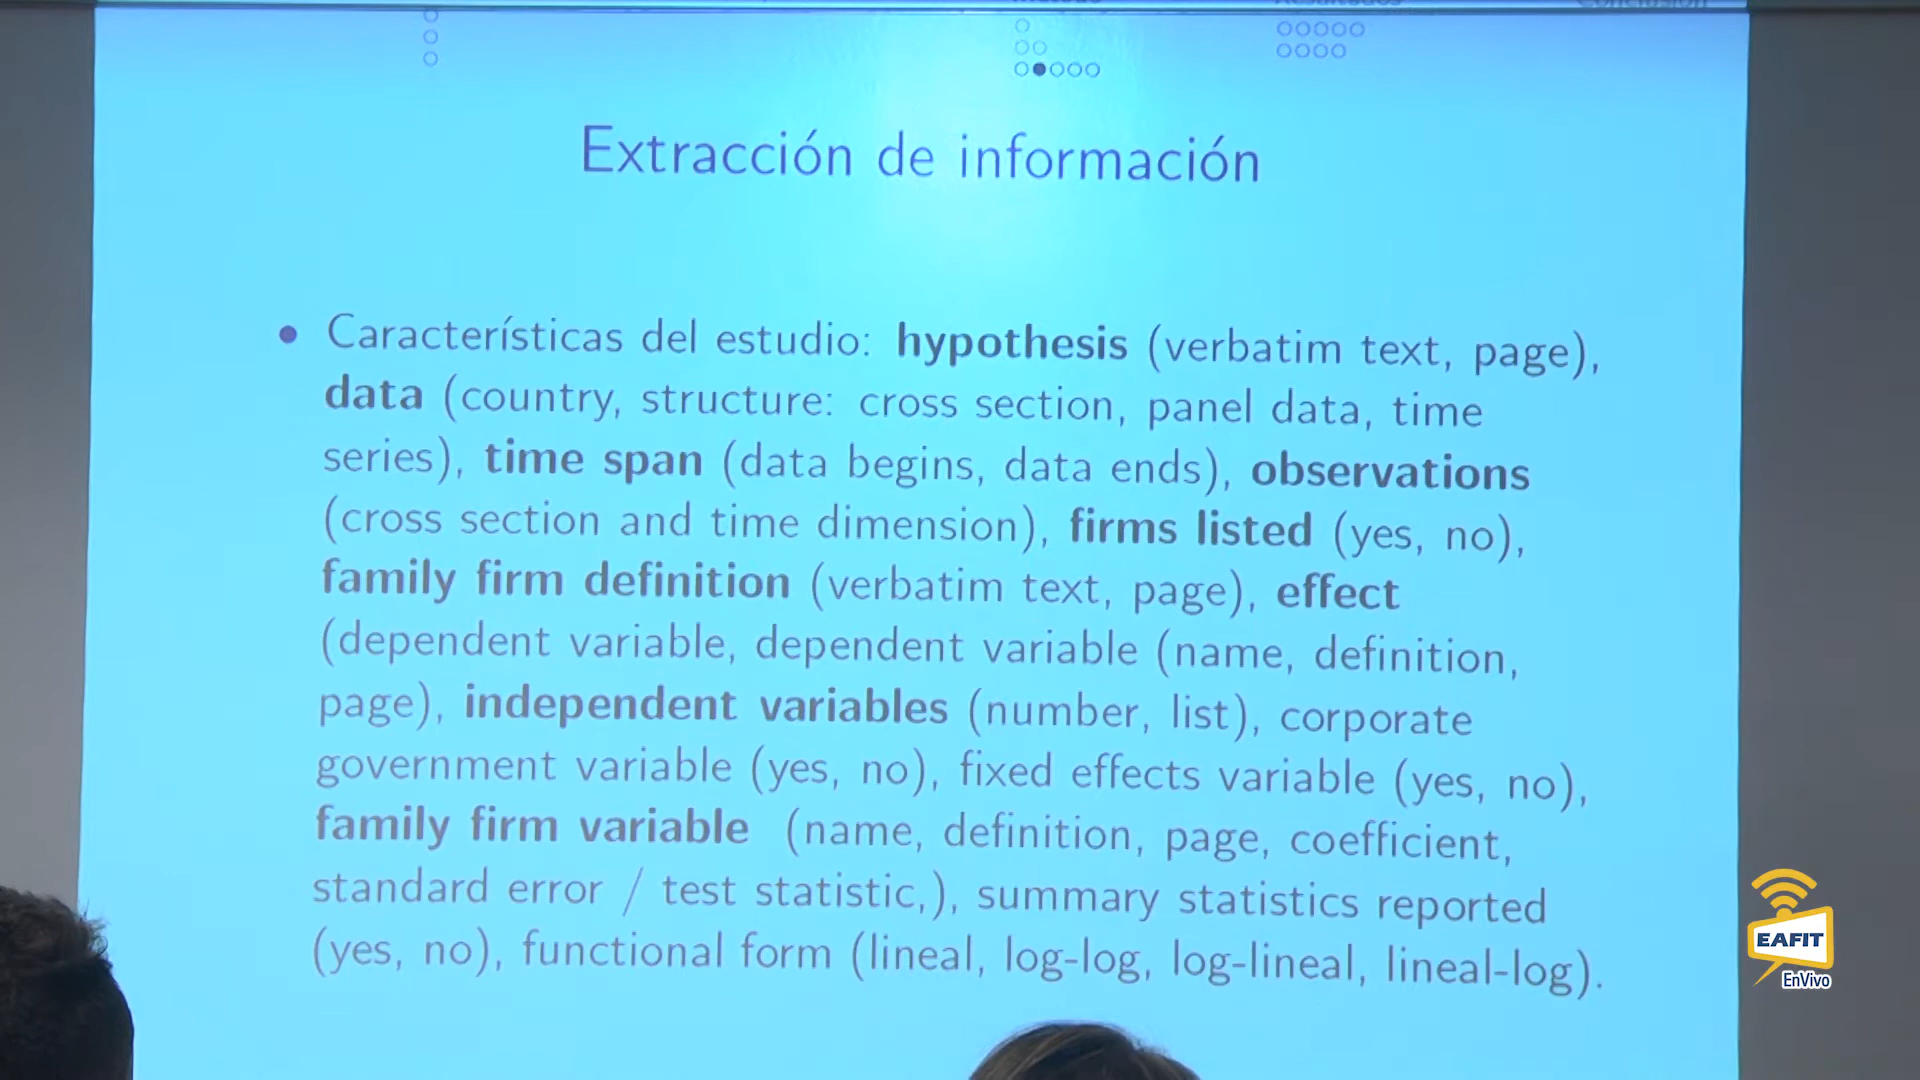 Extracción de información
• Características del estudio: hypothesis (verbatim text, page),
data (country, structure: cross section, panel data, time
series), time span (data begins, data ends), observations
(cross section and time dimension), firms listed (yes, no),
family firm definition (verbatim text, page), effect
(dependent variable, dependent variable (name, definition,
page), independent variables (number, list), corporate
government variable (yes, no), fixed effects variable (yes, no),
family firm variable (name, definition, page, coefficient,
standard error / test statistic,), summary statistics reported
(yes, no), functional form (lineal, log-log, log-lineal, lineal-log).
EAFIT
EnVivo